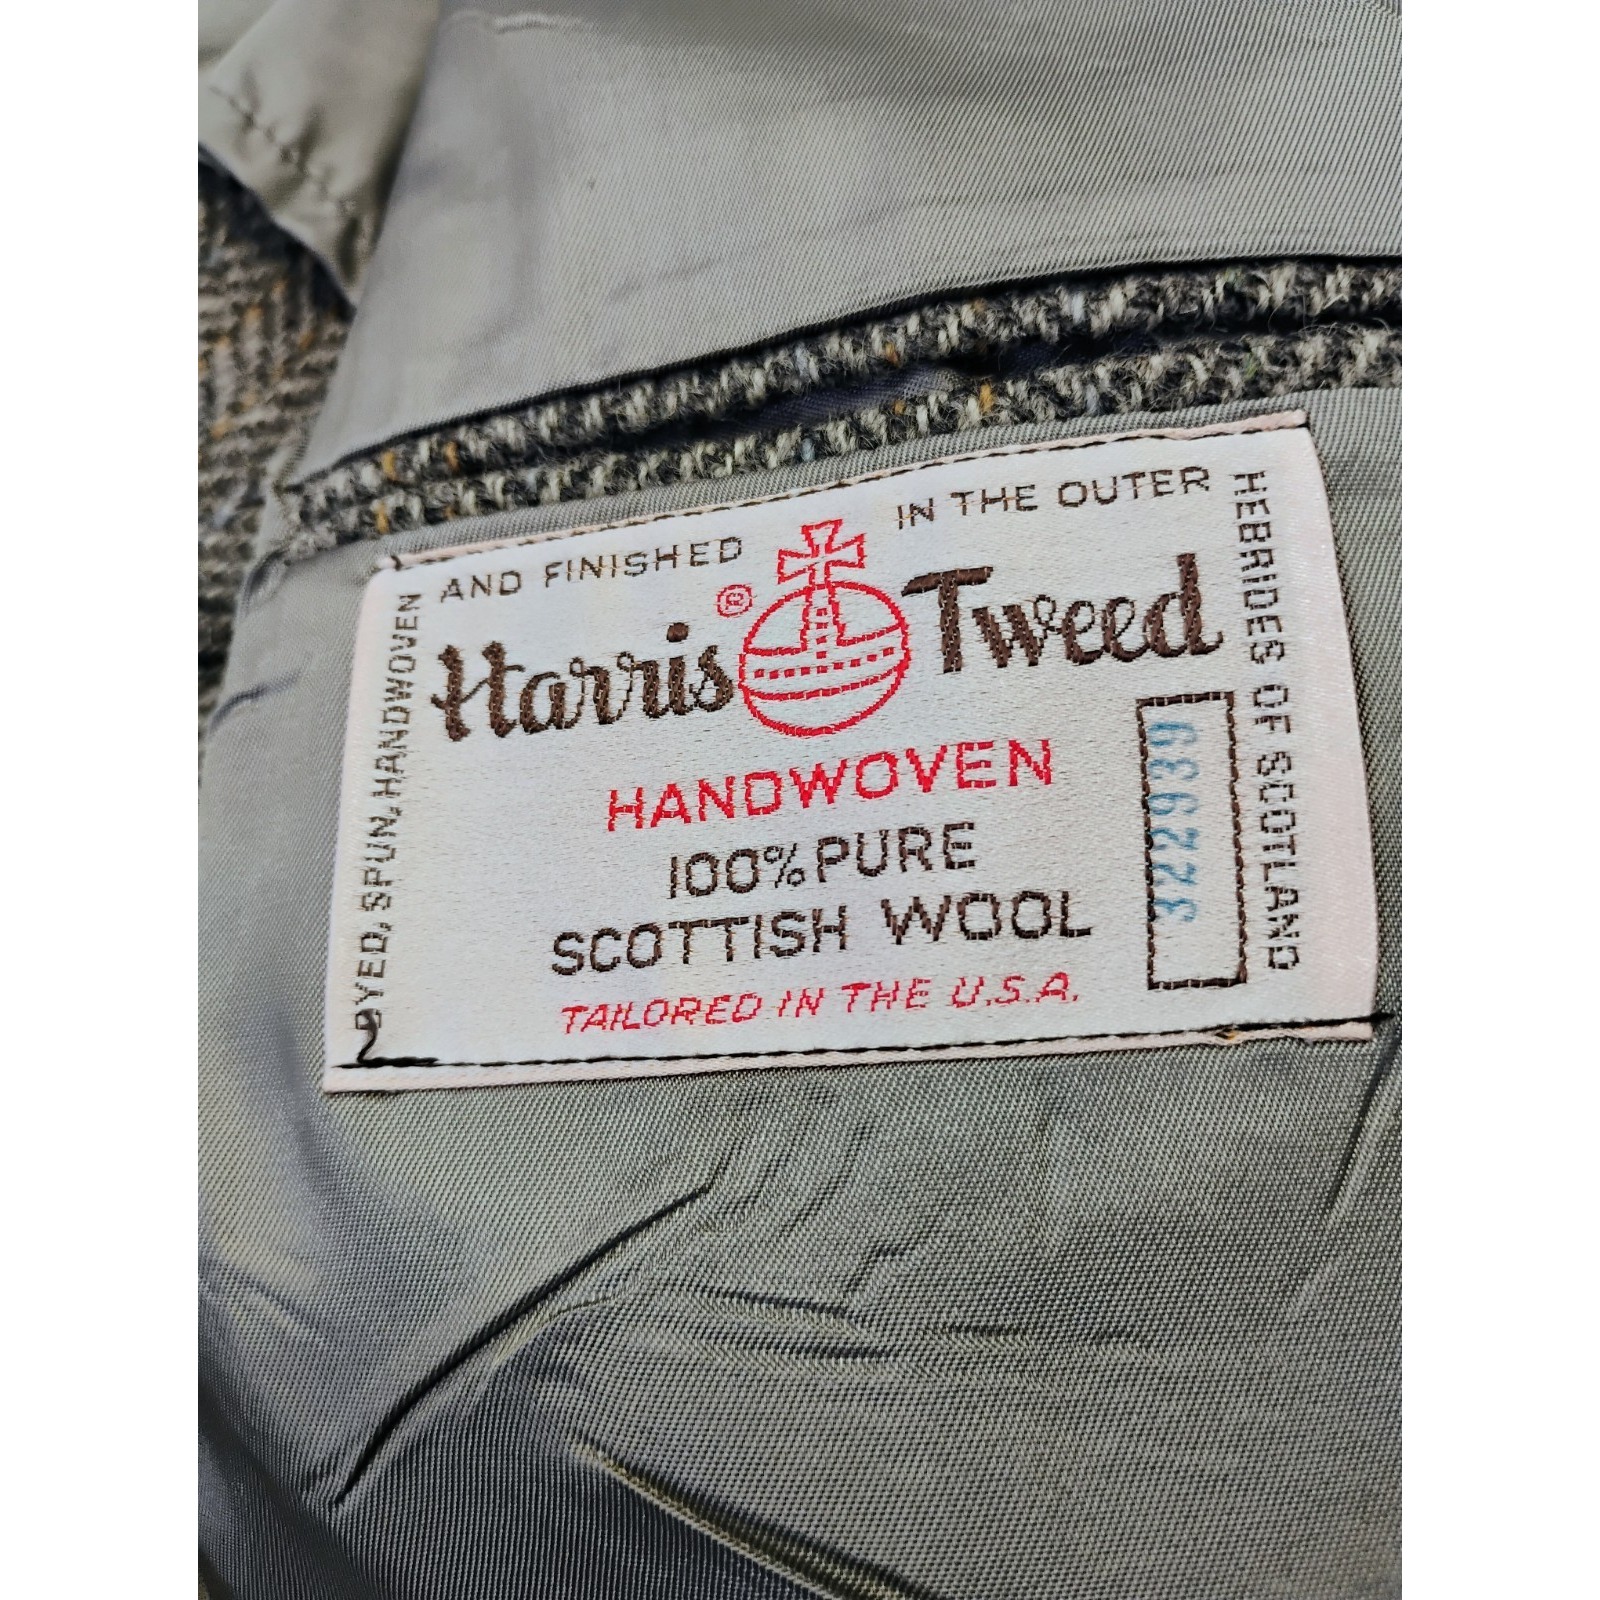 DYED, SPUN, HANDWOVEN
AND FINISHED
IN THE OUTER
HEBRIDES OF SCOTLAND
Harris ® Tweed
HANDWOVEN
100% PURE
SCOTTISH WOOL
TAILORED IN THE U.S.A.
322939